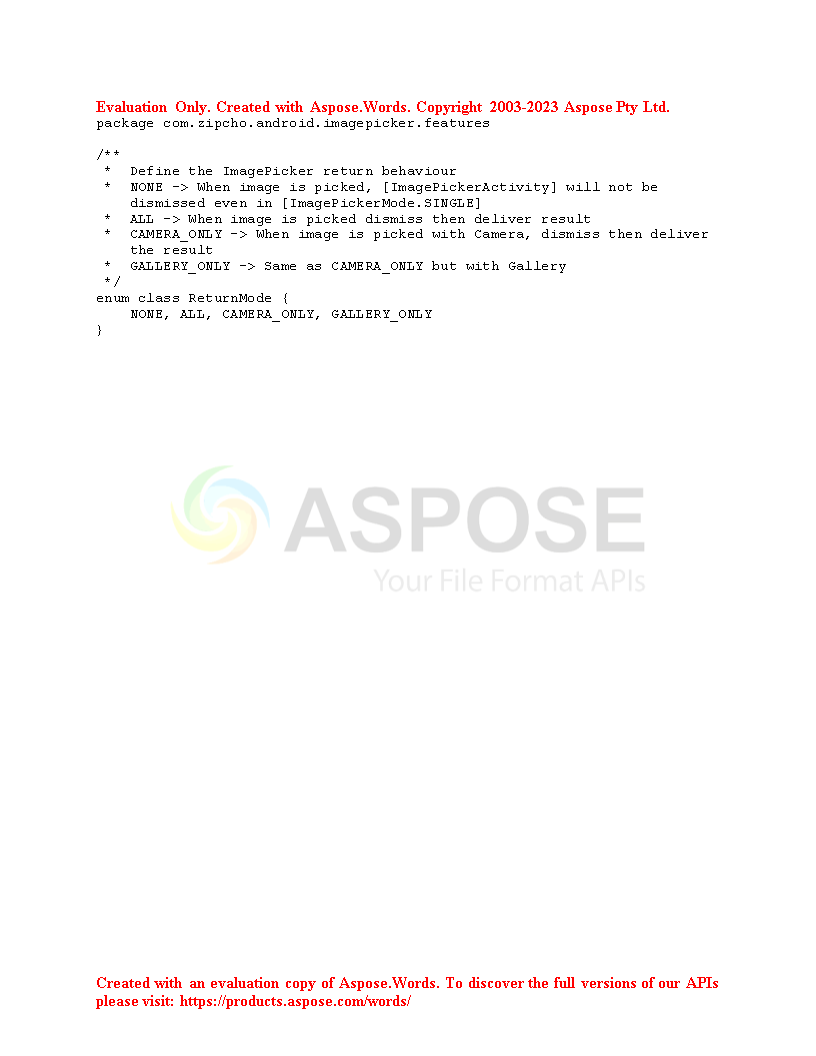 Evaluation Only. Created with Aspose.Words. Copyright 2003-2023 Aspose Pty Ltd.
package com.zipcho.android.imagepicker.features
/**
* Define the ImagePicker return behaviour
* NONE -> When image is picked, [ImagePickerActivity] will not be
dismissed even in [ImagePickerMode.SINGLE]
* ALL -> When image is picked dismiss then deliver result
* CAMERA_ONLY -> When image is picked with Camera, dismiss then deliver
the result
* GALLERY_ONLY -> Same as CAMERA_ONLY but with Gallery
*/
enum class ReturnMode {
NONE, ALL, CAMERA_ONLY, GALLERY_ONLY
}
ASPOSE
Your File Format APIs
Created with an evaluation copy of Aspose.Words. To discover the full versions of our APIs
please visit: https://products.aspose.com/words/